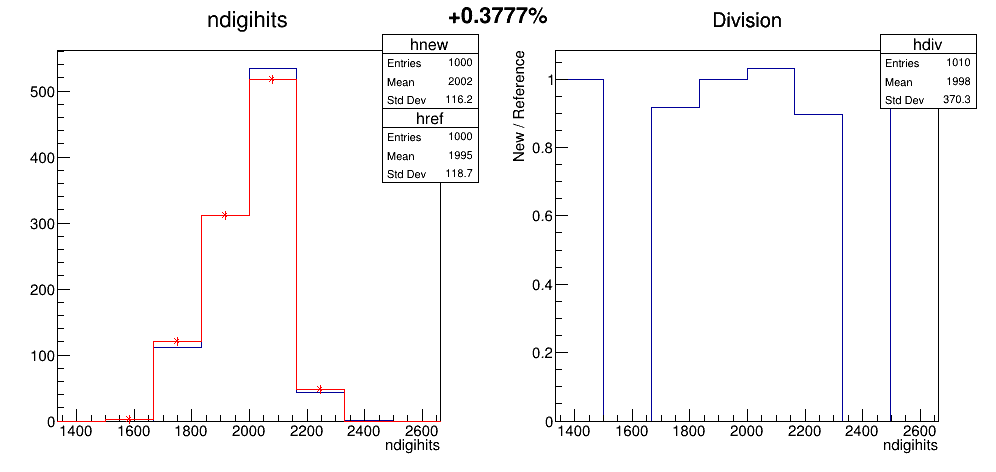 +0.3777%
ndigihits
hnew
Entries 1000
Mean 2002
Std Dev 116.2
href
Entries 1000
Mean 1995
Std Dev 118.7
500
400
300
200
100
0
1400 1600 1800 2000 2200 2400 2600
ndigihits
Division
hdiv
Entries 1010
Mean 1998
Std Dev 370.3
New / Reference
1
0.8
0.6
0.4
0.2
0
1400 1600 1800 2000 2200 2400 2600
ndigihits